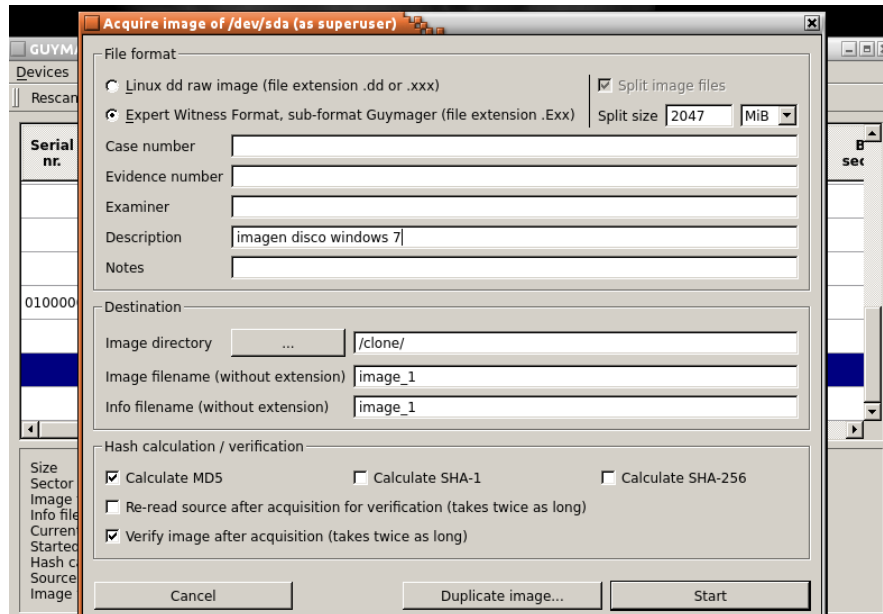 Acquire image of /dev/sda (as superuser)
GUYMA
Devices
Rescan
Serial nr.
B
sec
010000
File format
Linux dd raw image (file extension .dd or .xxx)
Split image files
Expert Witness Format, sub-format Guymager (file extension .Exx)
Split size 2047 MiB
Case number
Evidence number
Examiner
Description imagen disco windows 7
Notes
Destination
Image directory ... /clone/
Image filename (without extension) image_1
Info filename (without extension) image_1
Hash calculation / verification
Calculate MD5 Calculate SHA-1 Calculate SHA-256
Re-read source after acquisition for verification (takes twice as long)
Verify image after acquisition (takes twice as long)
Cancel Duplicate image... Start
Size
Sector
Image
Info file
Current
Started
Hash c
Source
Image